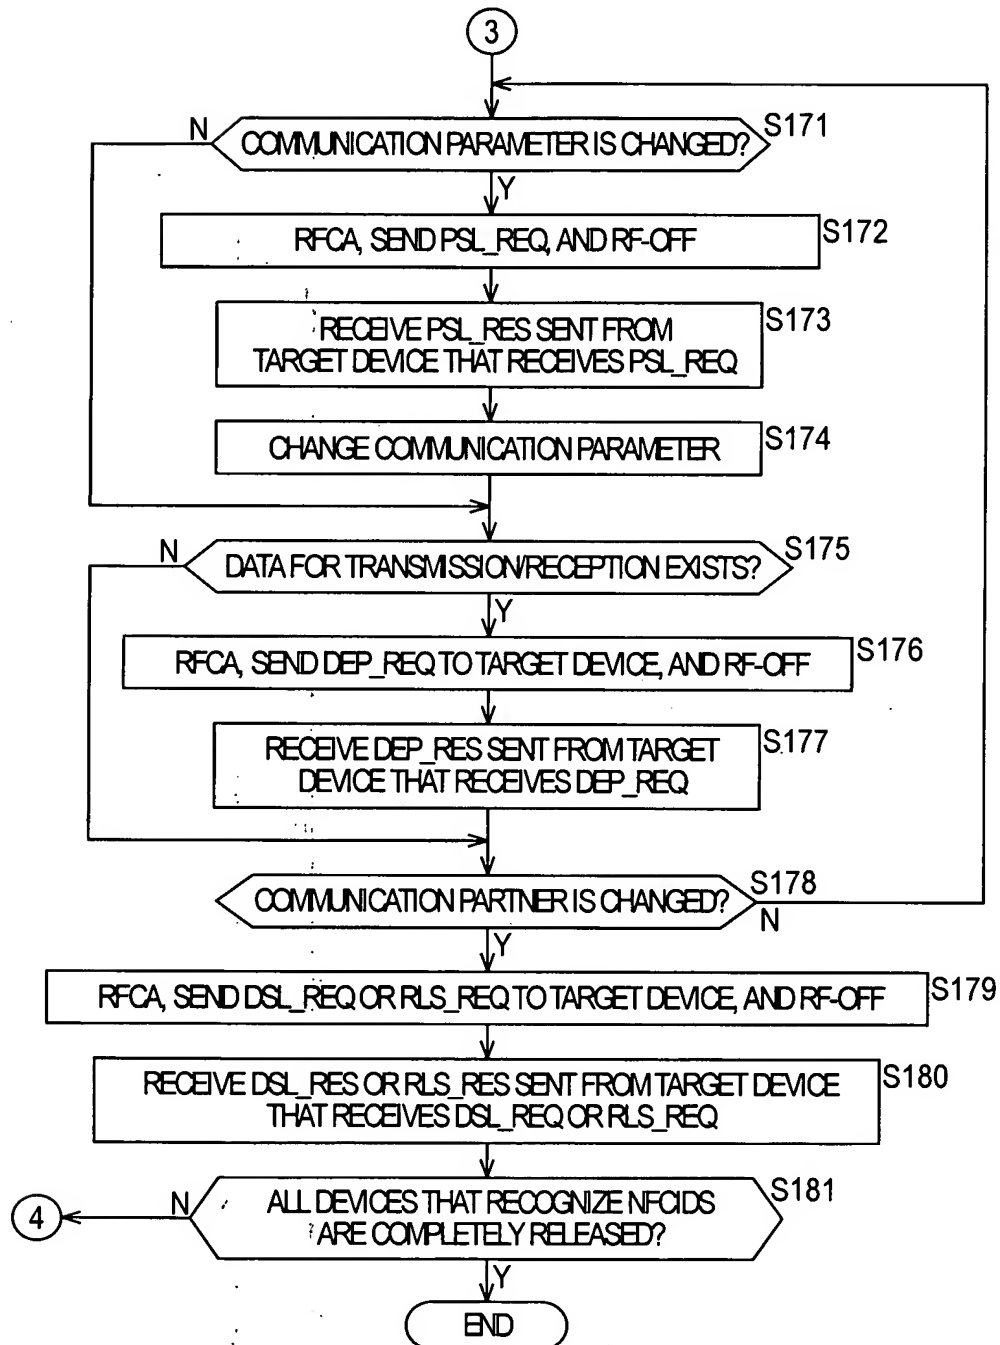 3
N
COMMUNICATION PARAMETER IS CHANGED?
S171
Y
RFCA, SEND PSL_REQ, AND RF-OFF
S172
RECEIVE PSL_RES SENT FROM
TARGET DEVICE THAT RECEIVES PSL_REQ
S173
CHANGE COMMUNICATION PARAMETER
S174
N
DATA FOR TRANSMISSION/RECEPTION EXISTS?
S175
Y
RFCA, SEND DEP_REQ TO TARGET DEVICE, AND RF-OFF
S176
RECEIVE DEP_RES SENT FROM TARGET
DEVICE THAT RECEIVES DEP_REQ
S177
COMMUNICATION PARTNER IS CHANGED?
S178
N
Y
RFCA, SEND DSL_REQ OR RLS_REQ TO TARGET DEVICE, AND RF-OFF
S179
RECEIVE DSL_RES OR RLS_RES SENT FROM TARGET DEVICE
THAT RECEIVES DSL_REQ OR RLS_REQ
S180
4
N
ALL DEVICES THAT RECOGNIZE NFCIDS
ARE COMPLETELY RELEASED?
S181
Y
END